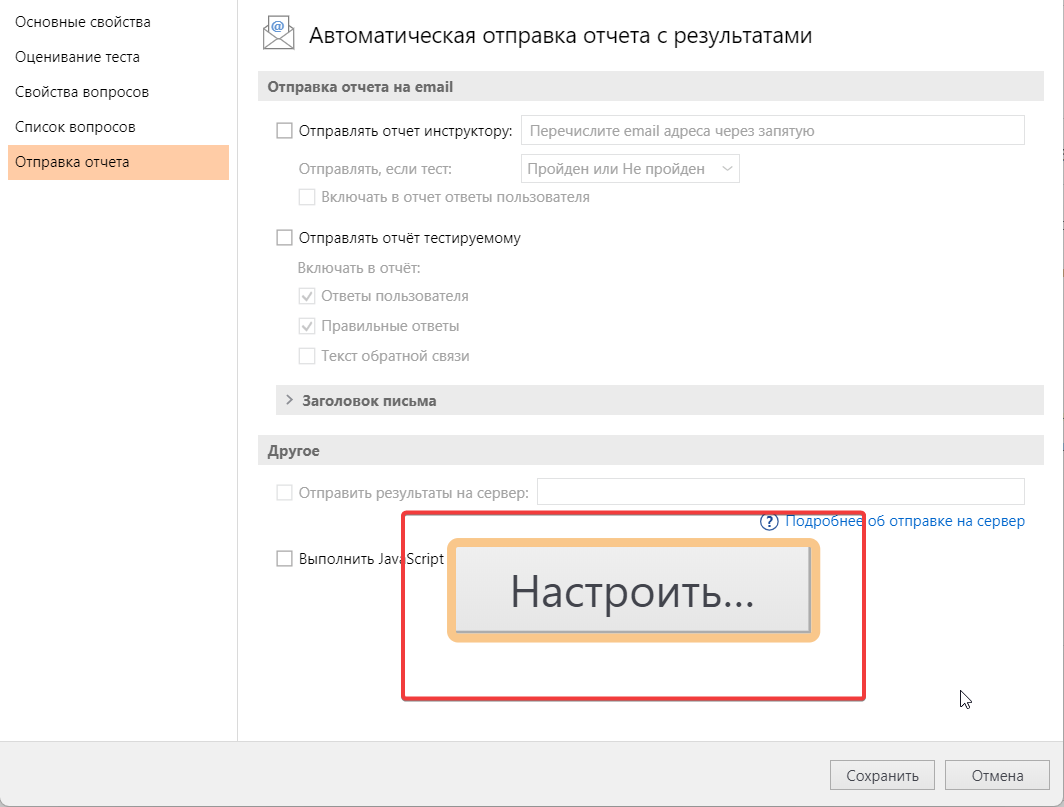 Основные свойства
Оценивание теста
Свойства вопросов
Список вопросов
Отправка отчета
Автоматическая отправка отчета с результатами
Отправка отчета на email
Отправлять отчет инструктору: Перечислите email адреса через запятую
Отправлять, если тест: Пройден или Не пройден
Включать в отчет ответы пользователя
Отправлять отчёт тестируемому
Включать в отчёт:
Ответы пользователя
Правильные ответы
Текст обратной связи
Заголовок письма
Другое
Отправить результаты на сервер:
? Подробнее об отправке на сервер
Выполнить JavaScript
Настроить...
Сохранить Отмена